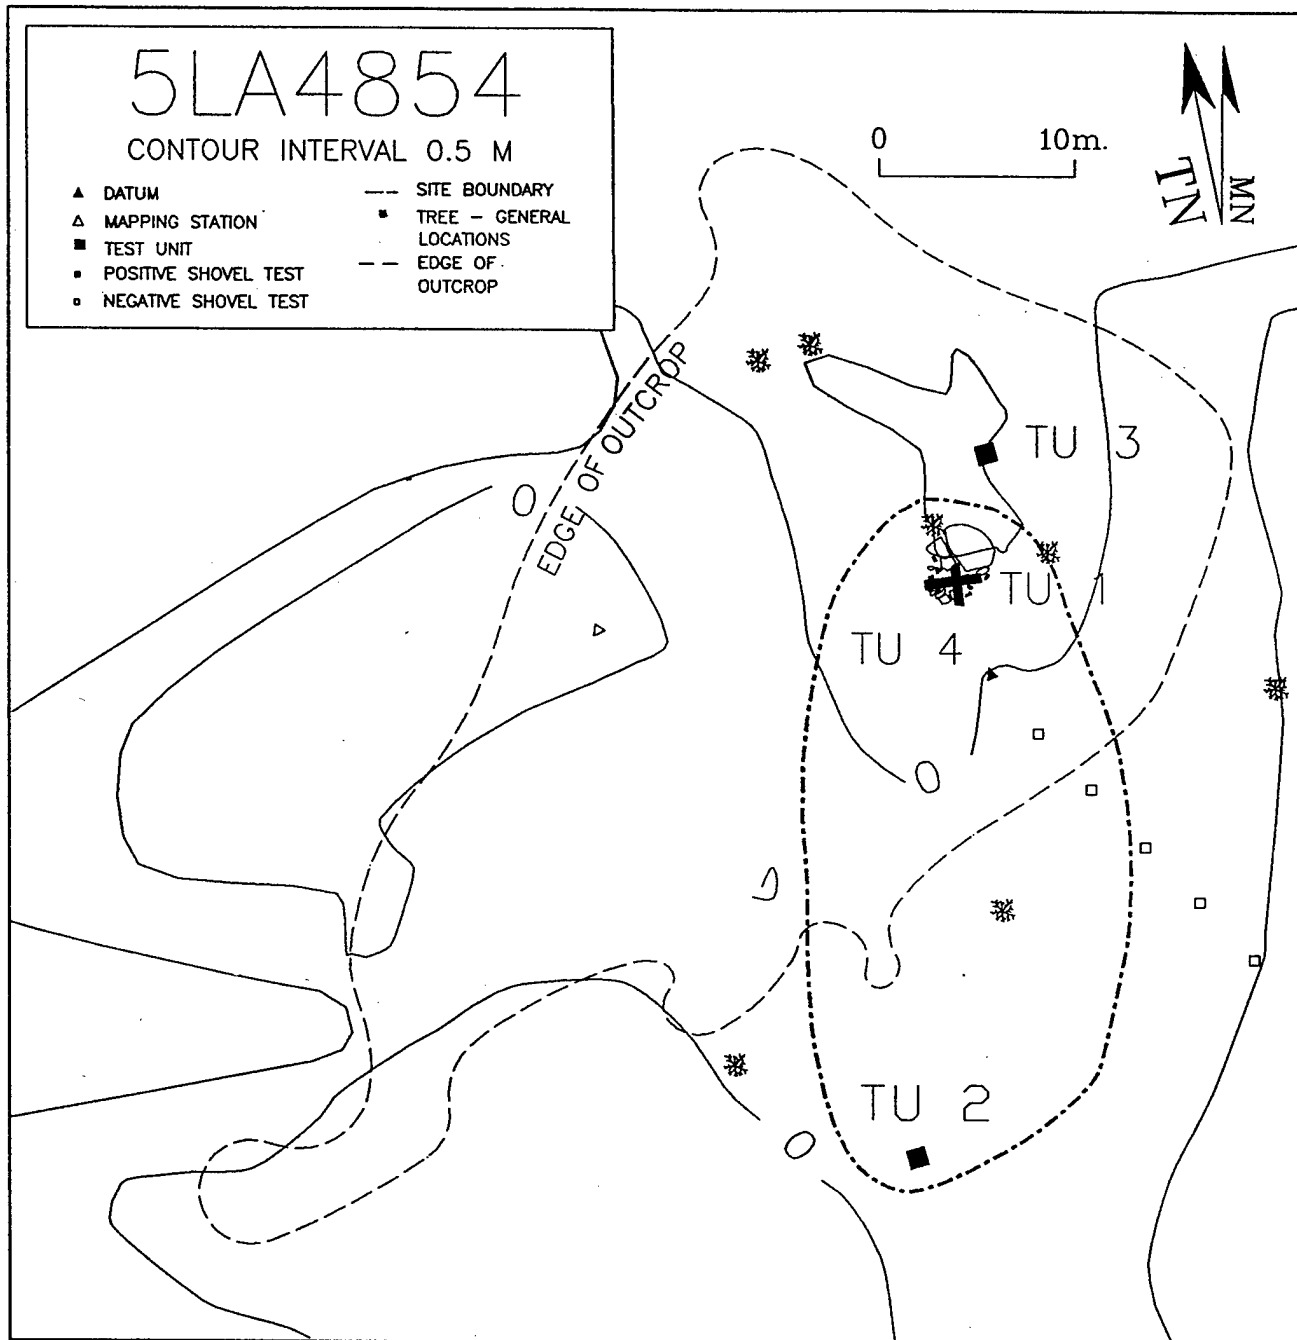 5LA4854
CONTOUR INTERVAL 0.5 M
DATUM
MAPPING STATION
TEST UNIT
POSITIVE SHOVEL TEST
NEGATIVE SHOVEL TEST
SITE BOUNDARY
TREE – GENERAL
LOCATIONS
EDGE OF
OUTCROP
0 10m.
TN
MN
EDGE OF OUTCROP
0
TU 3
TU 1
TU 4
0
TU 2
0